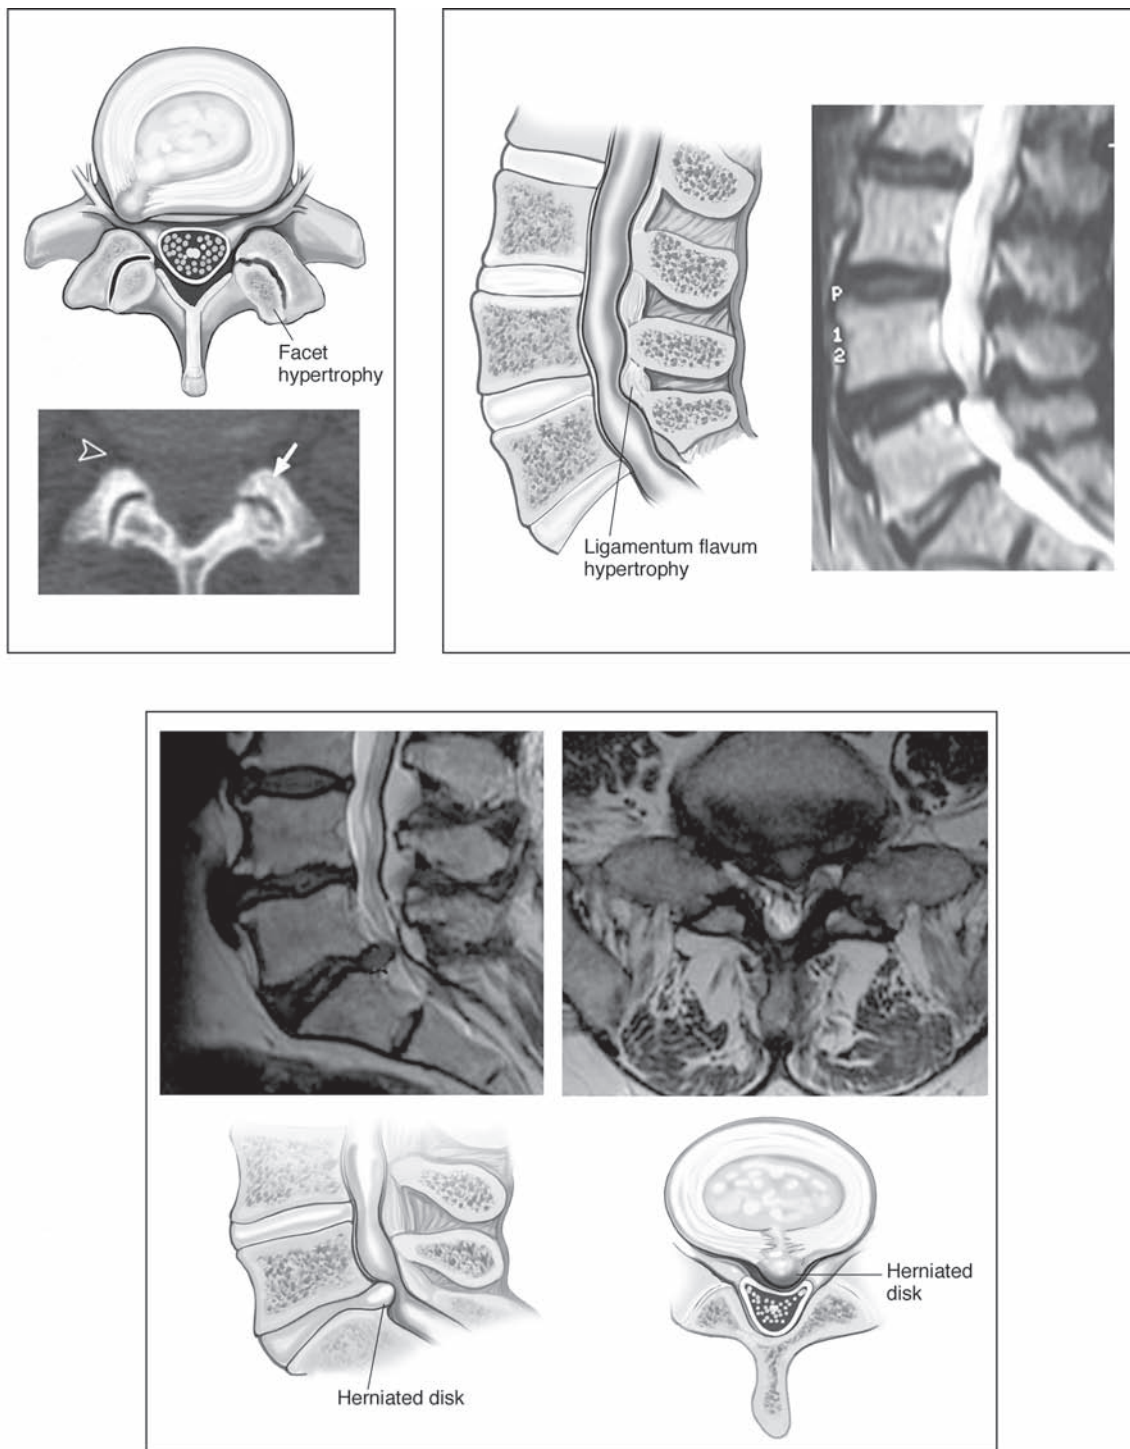 Facet
hypertrophy
Ligamentum flavum
hypertrophy
P
1
2
Herniated
disk
Herniated disk